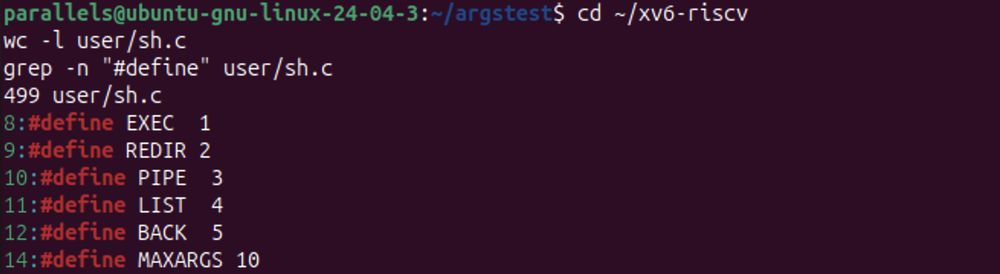 parallels@ubuntu-gnu-linux-24-04-3:~/argstest$ cd ~/xv6-riscv
wc -l user/sh.c
grep -n "#define" user/sh.c
499 user/sh.c
8:#define EXEC  1
9:#define REDIR 2
10:#define PIPE  3
11:#define LIST  4
12:#define BACK  5
14:#define MAXARGS 10